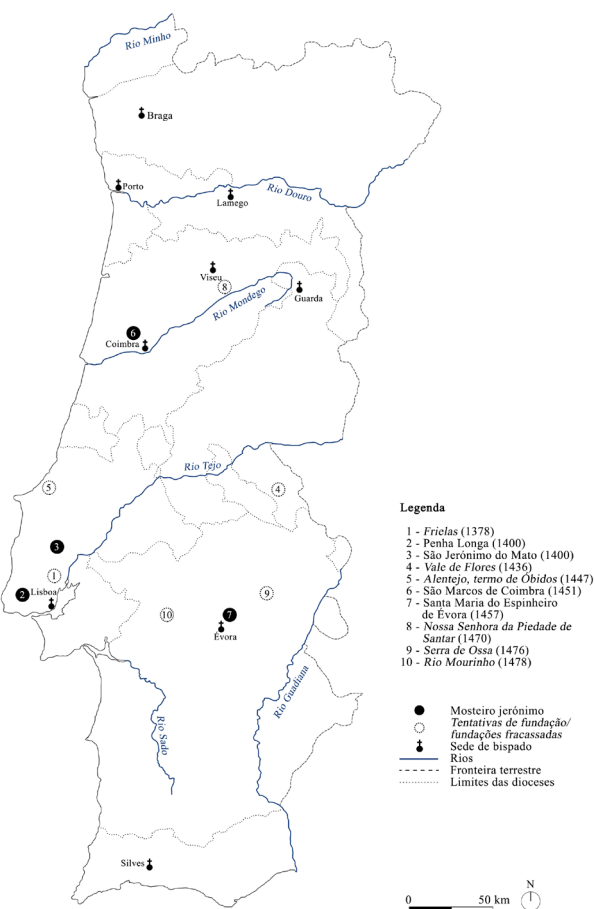 Rio Minho
Braga
Porto
Rio Douro
Lamego
Viseu
8
Rio Mondego
Guarda
6
Coimbra
Rio Tejo
5
4
3
1
2
Lisboa
9
10
7
Évora
Rio Guadiana
Rio Sado
Silves
Legenda
1 - Frielas (1378)
2 - Penha Longa (1400)
3 - São Jerónimo do Mato (1400)
4 - Vale de Flores (1436)
5 - Alentejo, termo de Óbidos (1447)
6 - São Marcos de Coimbra (1451)
7 - Santa Maria do Espinheiro
de Évora (1457)
8 - Nossa Senhora da Piedade de
Santar (1470)
9 - Serra de Ossa (1476)
10 - Rio Mourinho (1478)
Mosteiro jerónimo
Tentativas de fundação/
fundações fracassadas
Sede de bispado
Rios
Fronteira terrestre
Limites das dioceses
0 50 km
N